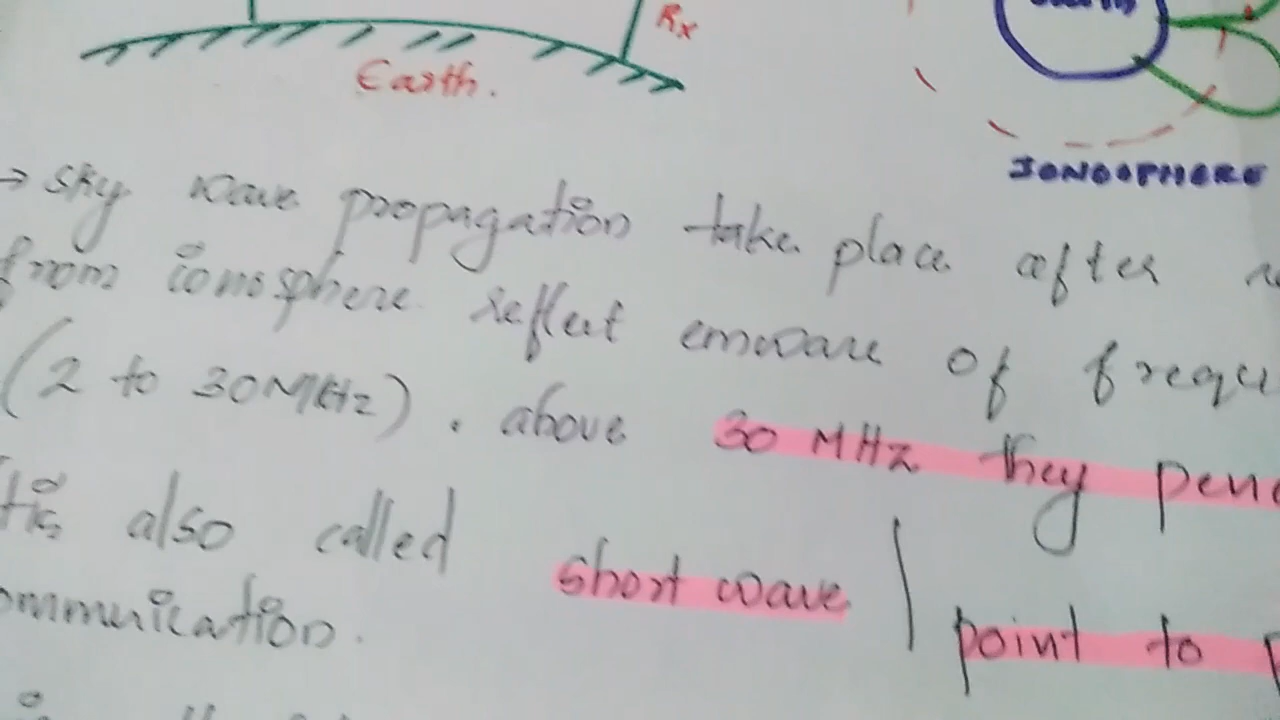 Rx
Earth.
IONOSPHERE
→ sky wave propagation take place after
from ionosphere reflect emwave of frequ
(2 to 30MHz). above 30 MHz they pene
also called short wave | point to p
ommunication.